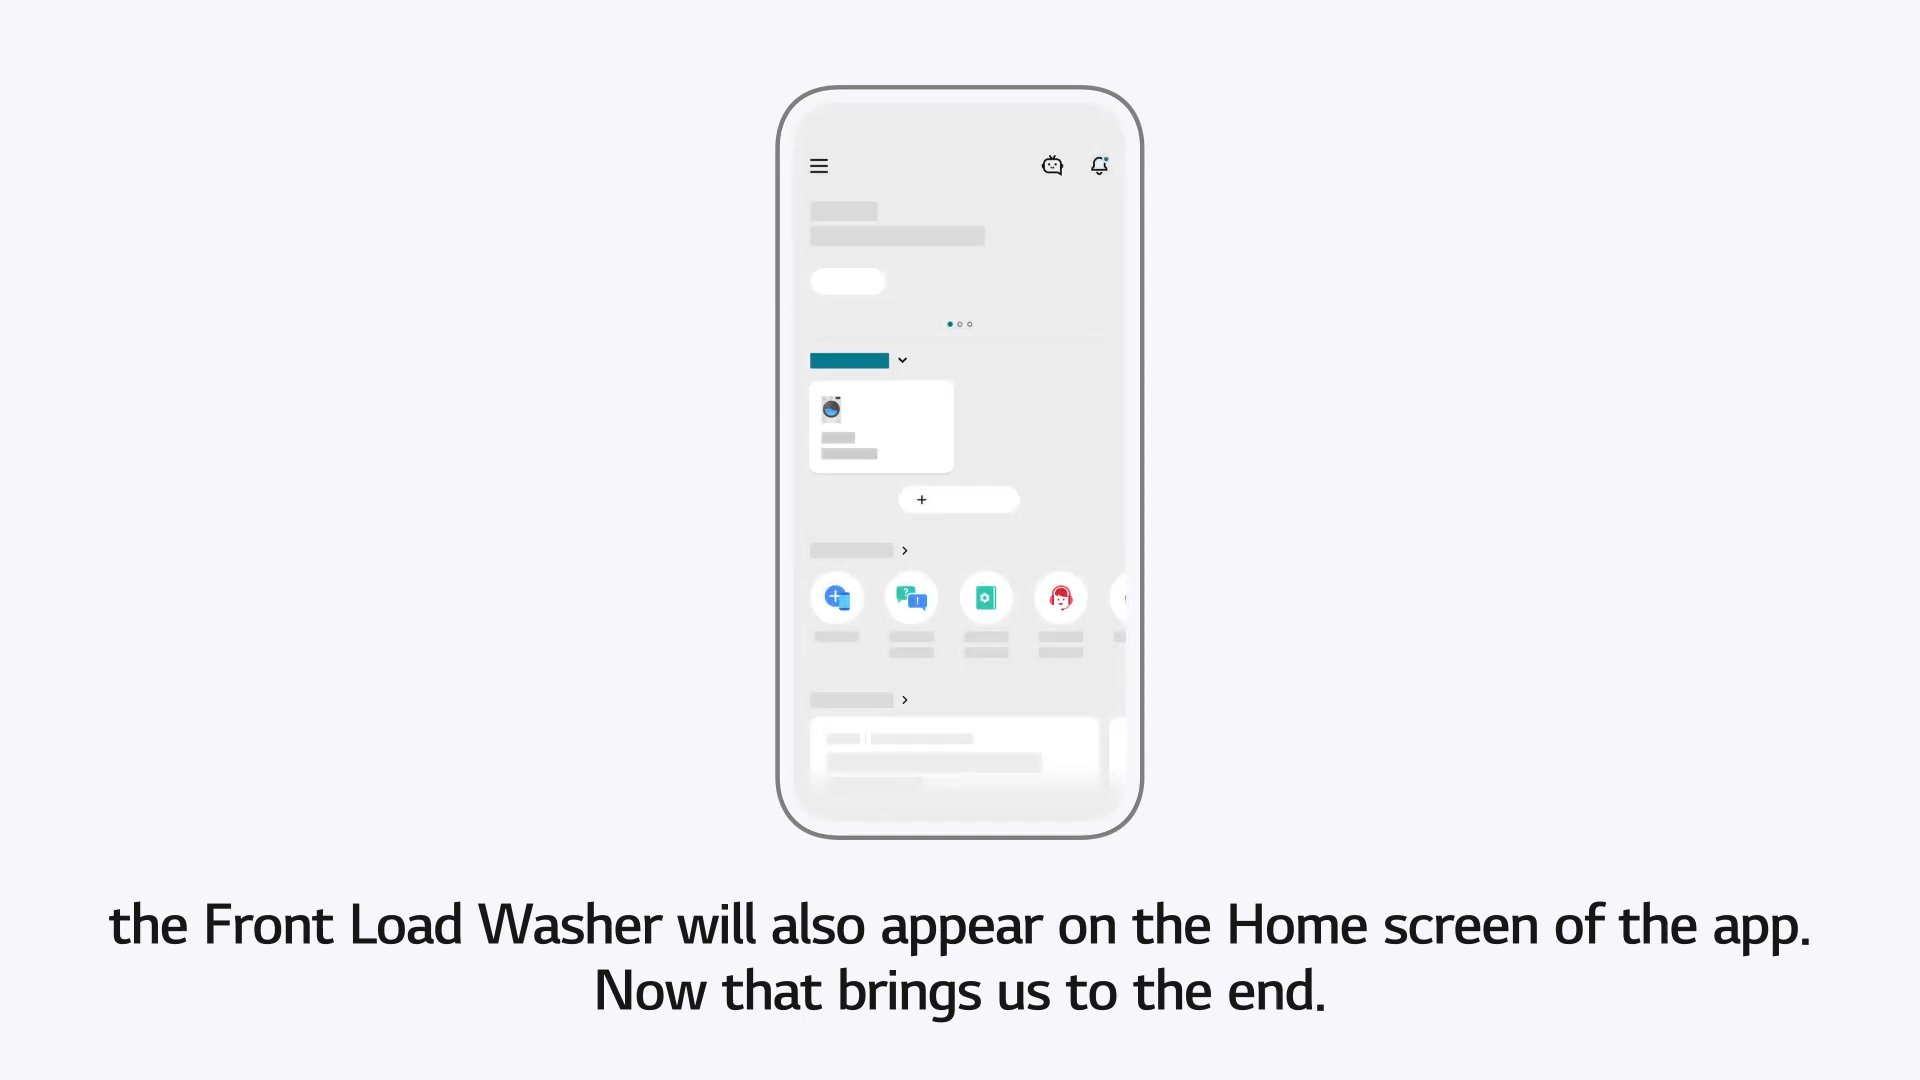 the Front Load Washer will also appear on the Home screen of the app.
Now that brings us to the end.